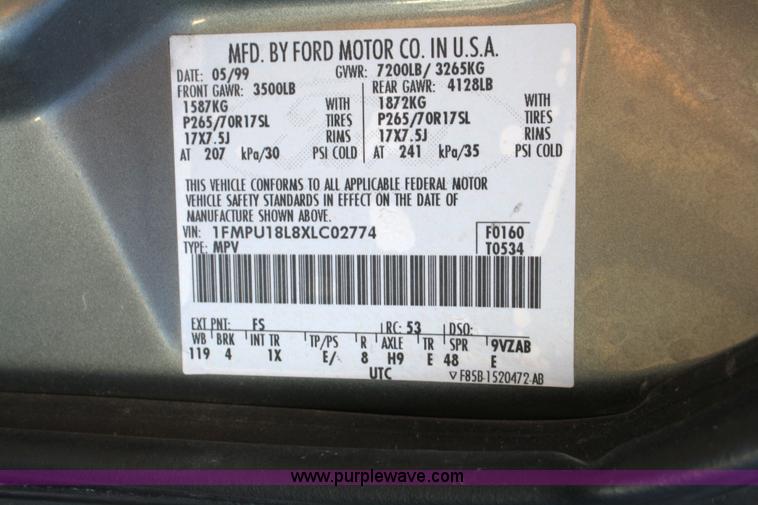 MFD. BY FORD MOTOR CO. IN U.S.A.
DATE: 05/99 GVWR: 7200LB/ 3265KG
FRONT GAWR: 3500LB REAR GAWR: 4128LB
1587KG WITH 1872KG WITH
P265/70R17SL TIRES P265/70R17SL TIRES
17X7.5J RIMS 17X7.5J RIMS
AT 207 kPa/30 PSI COLD AT 241 kPa/35 PSI COLD
THIS VEHICLE CONFORMS TO ALL APPLICABLE FEDERAL MOTOR
VEHICLE SAFETY STANDARDS IN EFFECT ON THE DATE OF
MANUFACTURE SHOWN ABOVE.
VIN: 1FMPU18L8XLC02774 F0160
TYPE: MPV T0534
EXT PNT: FS RC: 53 DSO:
WB BRK INT TR TP/PS R AXLE TR SPR 9VZAB
119 4 1X E/ 8 H9 E 48 E
UTC ▽ F85B-1520472-AB
www.purplewave.com